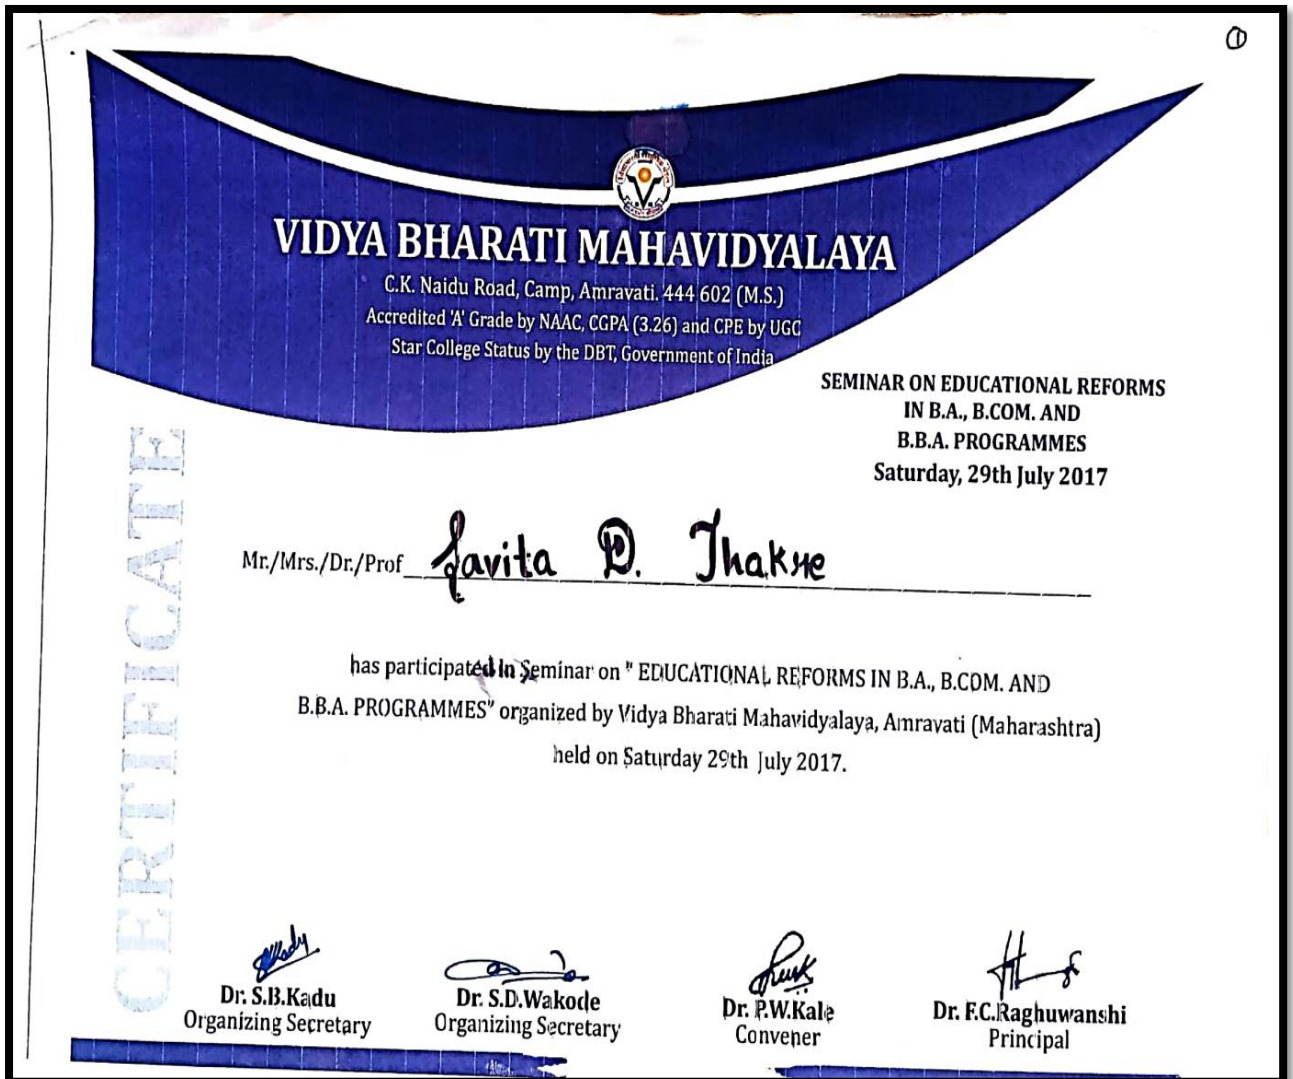 ①
VIDYA BHARATI MAHAVIDYALAYA
C.K. Naidu Road, Camp, Amravati. 444 602 (M.S.)
Accredited 'A' Grade by NAAC, CGPA (3.26) and CPE by UGC
Star College Status by the DBT, Government of India
SEMINAR ON EDUCATIONAL REFORMS
IN B.A., B.COM. AND
B.B.A. PROGRAMMES
Saturday, 29th July 2017
CERTIFICATE
Mr./Mrs./Dr./Prof Savita D. Thakre
has participated in Seminar on " EDUCATIONAL REFORMS IN B.A., B.COM. AND
B.B.A. PROGRAMMES" organized by Vidya Bharati Mahavidyalaya, Amravati (Maharashtra)
held on Saturday 29th July 2017.
Dr. S.B.Kadu
Organizing Secretary
Dr. S.D.Wakode
Organizing Secretary
Dr. P.W.Kale
Convener
Dr. F.C.Raghuwanshi
Principal